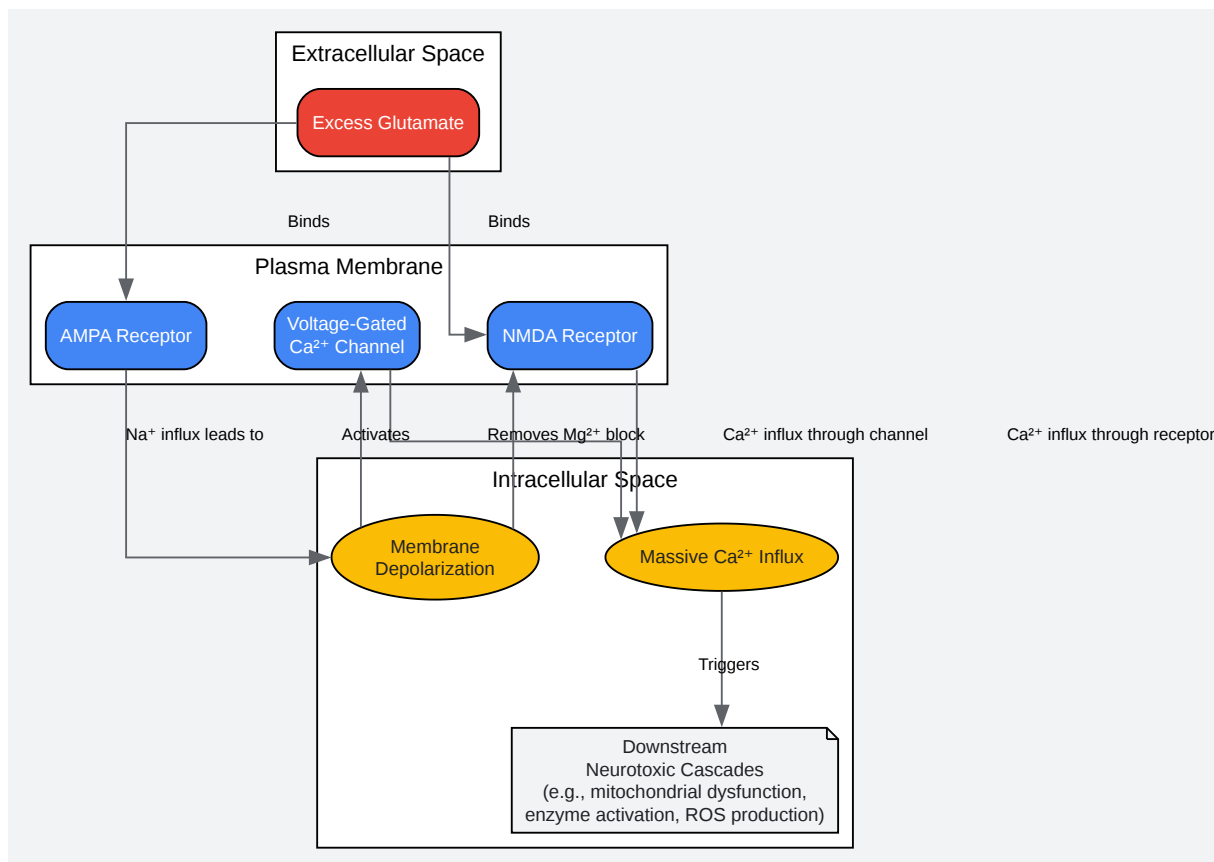 Extracellular Space
Excess Glutamate
Binds
Binds
Plasma Membrane
AMPA Receptor
Voltage-Gated
Ca²⁺ Channel
NMDA Receptor
Na⁺ influx leads to
Activates
Removes Mg²⁺ block
Ca²⁺ influx through channel
Ca²⁺ influx through receptor
Intracellular Space
Membrane
Depolarization
Massive Ca²⁺ Influx
Triggers
Downstream
Neurotoxic Cascades
(e.g., mitochondrial dysfunction,
enzyme activation, ROS production)